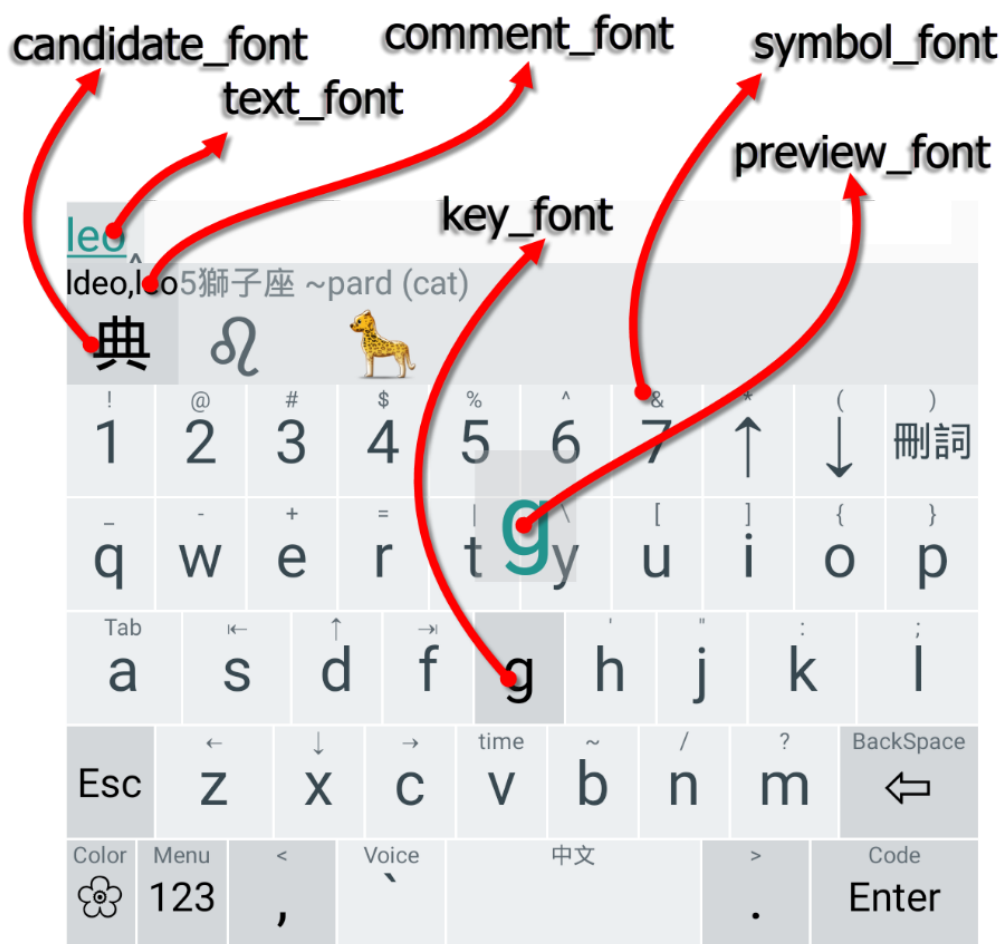 candidate_font comment_font symbol_font
text_font
preview_font
key_font
leo‸
ldeo,leo5獅子座 ~pard (cat)
典 ♌
! @ # $ % ^ & * ( )
1 2 3 4 5 6 7 ↑ ↓ 刪詞
_ - + = | \ [ ] { }
q w e r t g y u i o p
Tab ⇤ ↑ ⇥ ' " : ;
a s d f g h j k l
← ↓ → time ~ / ? BackSpace
Esc z x c v b n m ⇦
Color Menu < Voice 中文 > Code
123 , ` . Enter